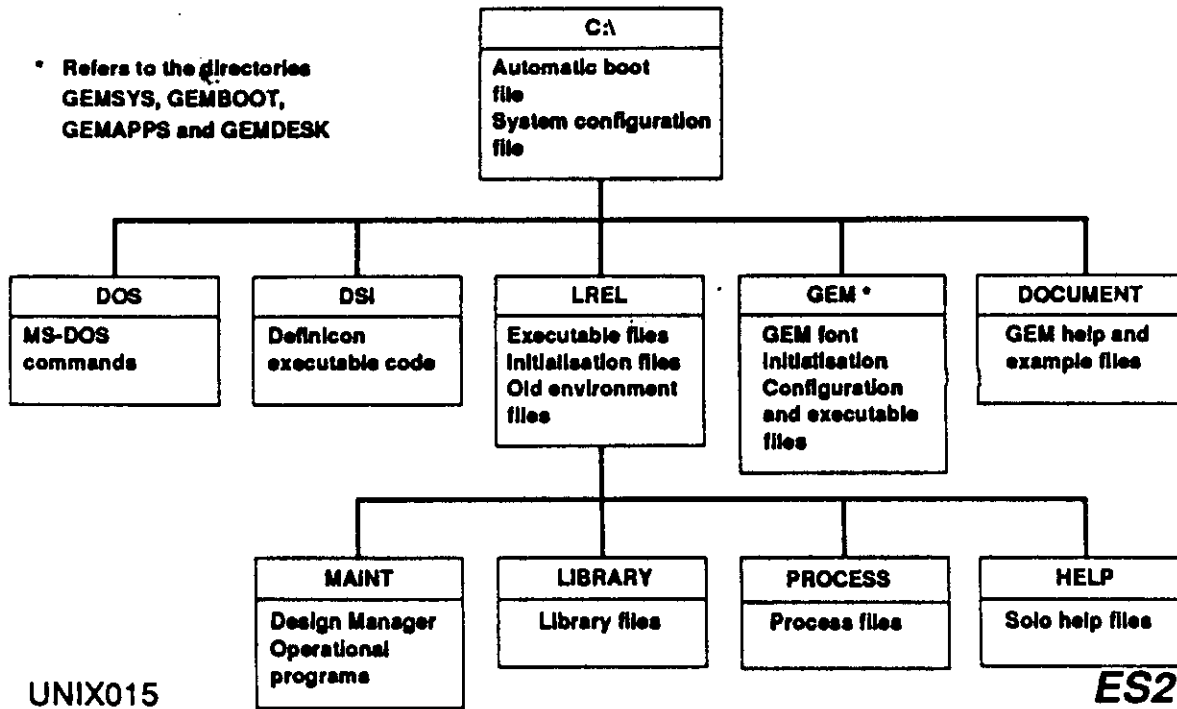 C:\
Automatic boot
file
System configuration
file
* Refers to the directories
GEMSYS, GEMBOOT,
GEMAPPS and GEMDESK
DOS
MS-DOS
commands
DSI
Definicon
executable code
LREL
Executable files
Initialisation files
Old environment
files
GEM *
GEM font
Initialisation
Configuration
and executable
files
DOCUMENT
GEM help and
example files
MAINT
Design Manager
Operational
programs
LIBRARY
Library files
PROCESS
Process files
HELP
Solo help files
UNIX015
ES2